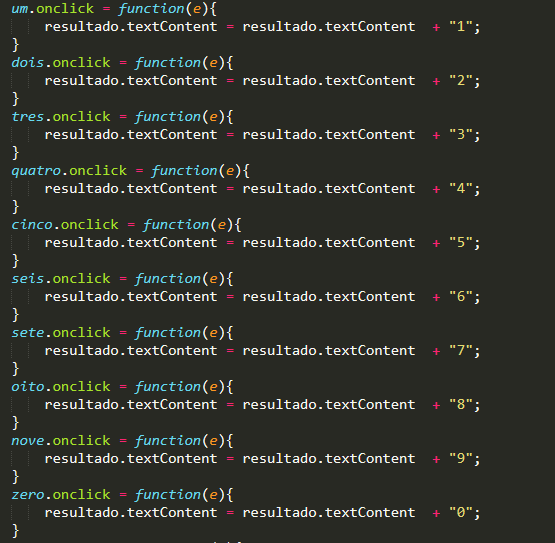 um.onclick = function(e){
    resultado.textContent = resultado.textContent  + "1";
}
dois.onclick = function(e){
    resultado.textContent = resultado.textContent  + "2";
}
tres.onclick = function(e){
    resultado.textContent = resultado.textContent  + "3";
}
quatro.onclick = function(e){
    resultado.textContent = resultado.textContent  + "4";
}
cinco.onclick = function(e){
    resultado.textContent = resultado.textContent  + "5";
}
seis.onclick = function(e){
    resultado.textContent = resultado.textContent  + "6";
}
sete.onclick = function(e){
    resultado.textContent = resultado.textContent  + "7";
}
oito.onclick = function(e){
    resultado.textContent = resultado.textContent  + "8";
}
nove.onclick = function(e){
    resultado.textContent = resultado.textContent  + "9";
}
zero.onclick = function(e){
    resultado.textContent = resultado.textContent  + "0";
}